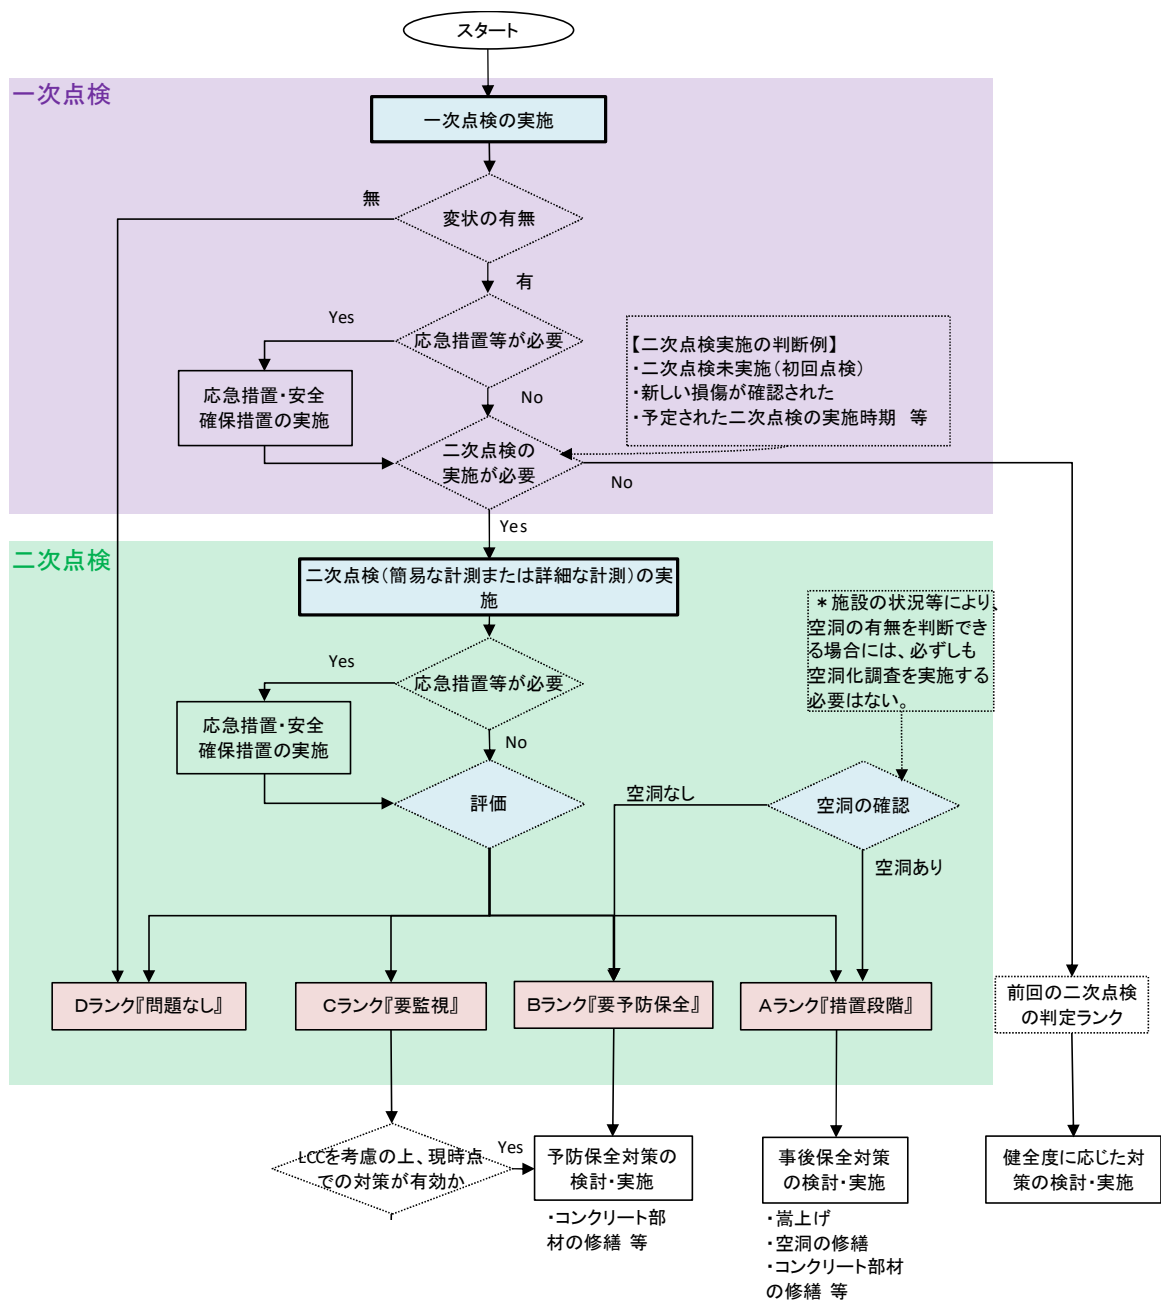 スタート
一次点検
一次点検の実施
無
変状の有無
有
Yes
応急措置等が必要
【二次点検実施の判断例】
・二次点検未実施（初回点検）
・新しい損傷が確認された
・予定された二次点検の実施時期　等
応急措置・安全
確保措置の実施
No
二次点検の
実施が必要
No
Yes
二次点検
二次点検（簡易な計測または詳細な計測）の実
施
＊施設の状況等により、
空洞の有無を判断でき
る場合には、必ずしも
空洞化調査を実施する
必要はない。
Yes
応急措置等が必要
応急措置・安全
確保措置の実施
No
評価
空洞なし
空洞の確認
空洞あり
Dランク『問題なし』
Cランク『要監視』
Bランク『要予防保全』
Aランク『措置段階』
前回の二次点検
の判定ランク
LCCを考慮の上、現時点
での対策が有効か
Yes
予防保全対策の
検討・実施
・コンクリート部
材の修繕 等
事後保全対策
の検討・実施
・嵩上げ
・空洞の修繕
・コンクリート部材
の修繕 等
健全度に応じた対
策の検討・実施